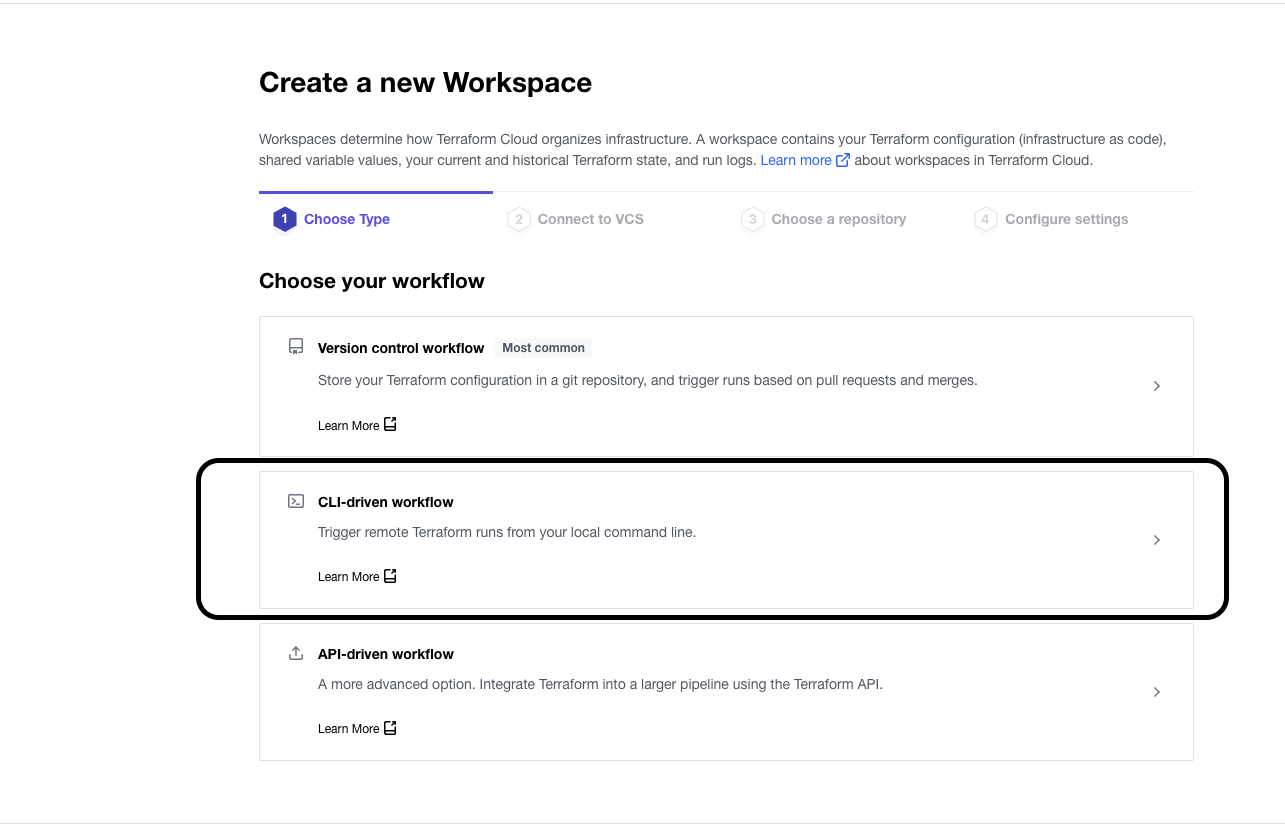 Create a new Workspace
Workspaces determine how Terraform Cloud organizes infrastructure. A workspace contains your Terraform configuration (infrastructure as code),
shared variable values, your current and historical Terraform state, and run logs. Learn more about workspaces in Terraform Cloud.
1 Choose Type 2 Connect to VCS 3 Choose a repository 4 Configure settings
Choose your workflow
Version control workflow Most common
Store your Terraform configuration in a git repository, and trigger runs based on pull requests and merges.
Learn More
CLI-driven workflow
Trigger remote Terraform runs from your local command line.
Learn More
API-driven workflow
A more advanced option. Integrate Terraform into a larger pipeline using the Terraform API.
Learn More